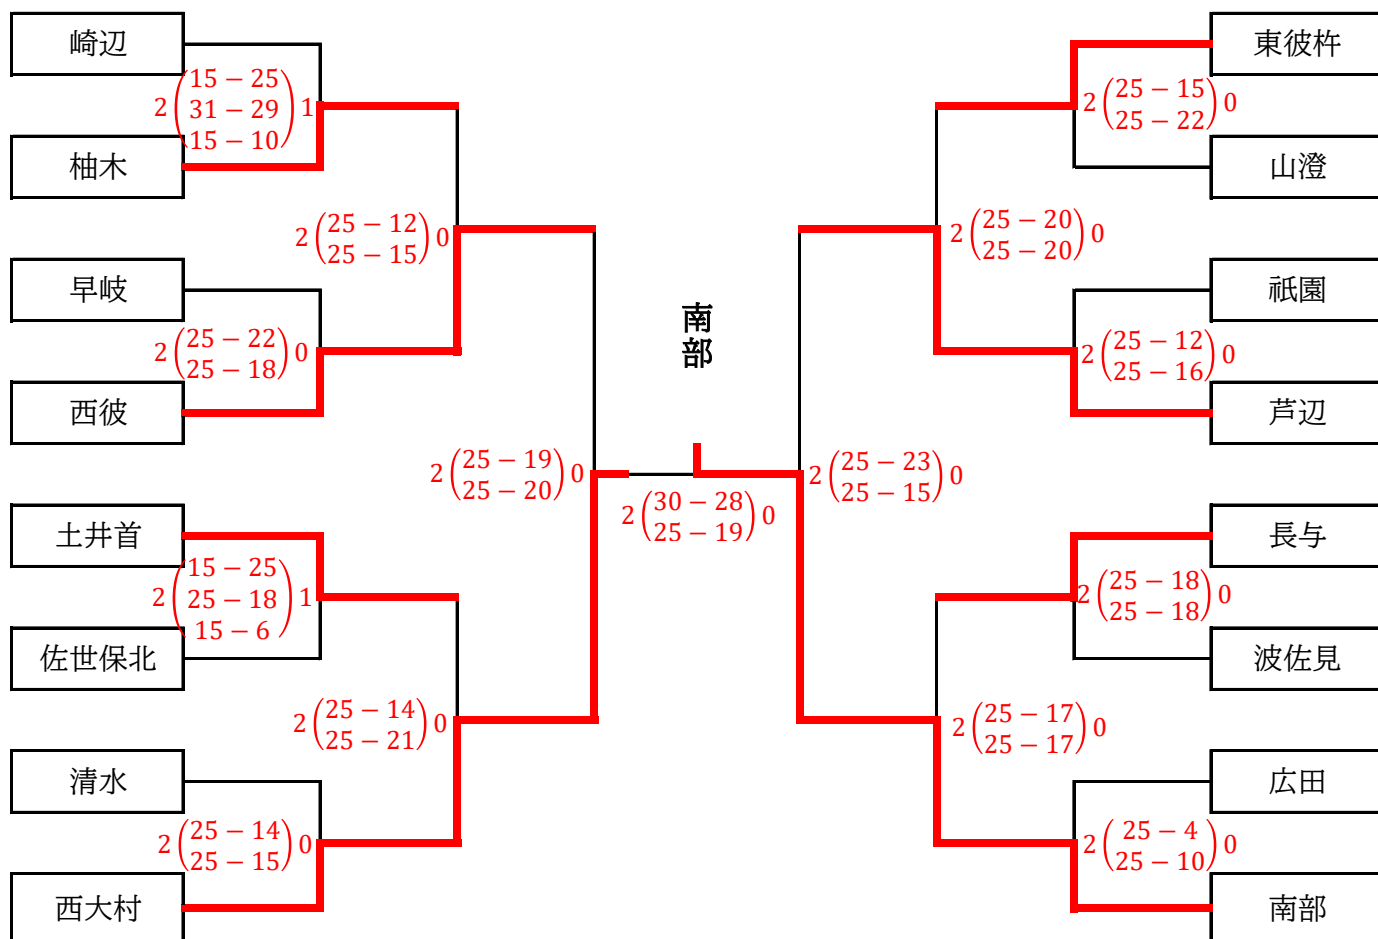 崎辺
2(15 − 25
31 − 29
15 − 10)1
柚木
2(25 − 12
25 − 15)0
早岐
2(25 − 22
25 − 18)0
西彼
2(25 − 19
25 − 20)0
土井首
2(15 − 25
25 − 18
15 − 6)1
佐世保北
2(25 − 14
25 − 21)0
清水
2(25 − 14
25 − 15)0
西大村
南部
2(30 − 28
25 − 19)0
東彼杵
2(25 − 15
25 − 22)0
山澄
2(25 − 20
25 − 20)0
祇園
2(25 − 12
25 − 16)0
芦辺
2(25 − 23
25 − 15)0
長与
2(25 − 18
25 − 18)0
波佐見
2(25 − 17
25 − 17)0
広田
2(25 − 4
25 − 10)0
南部